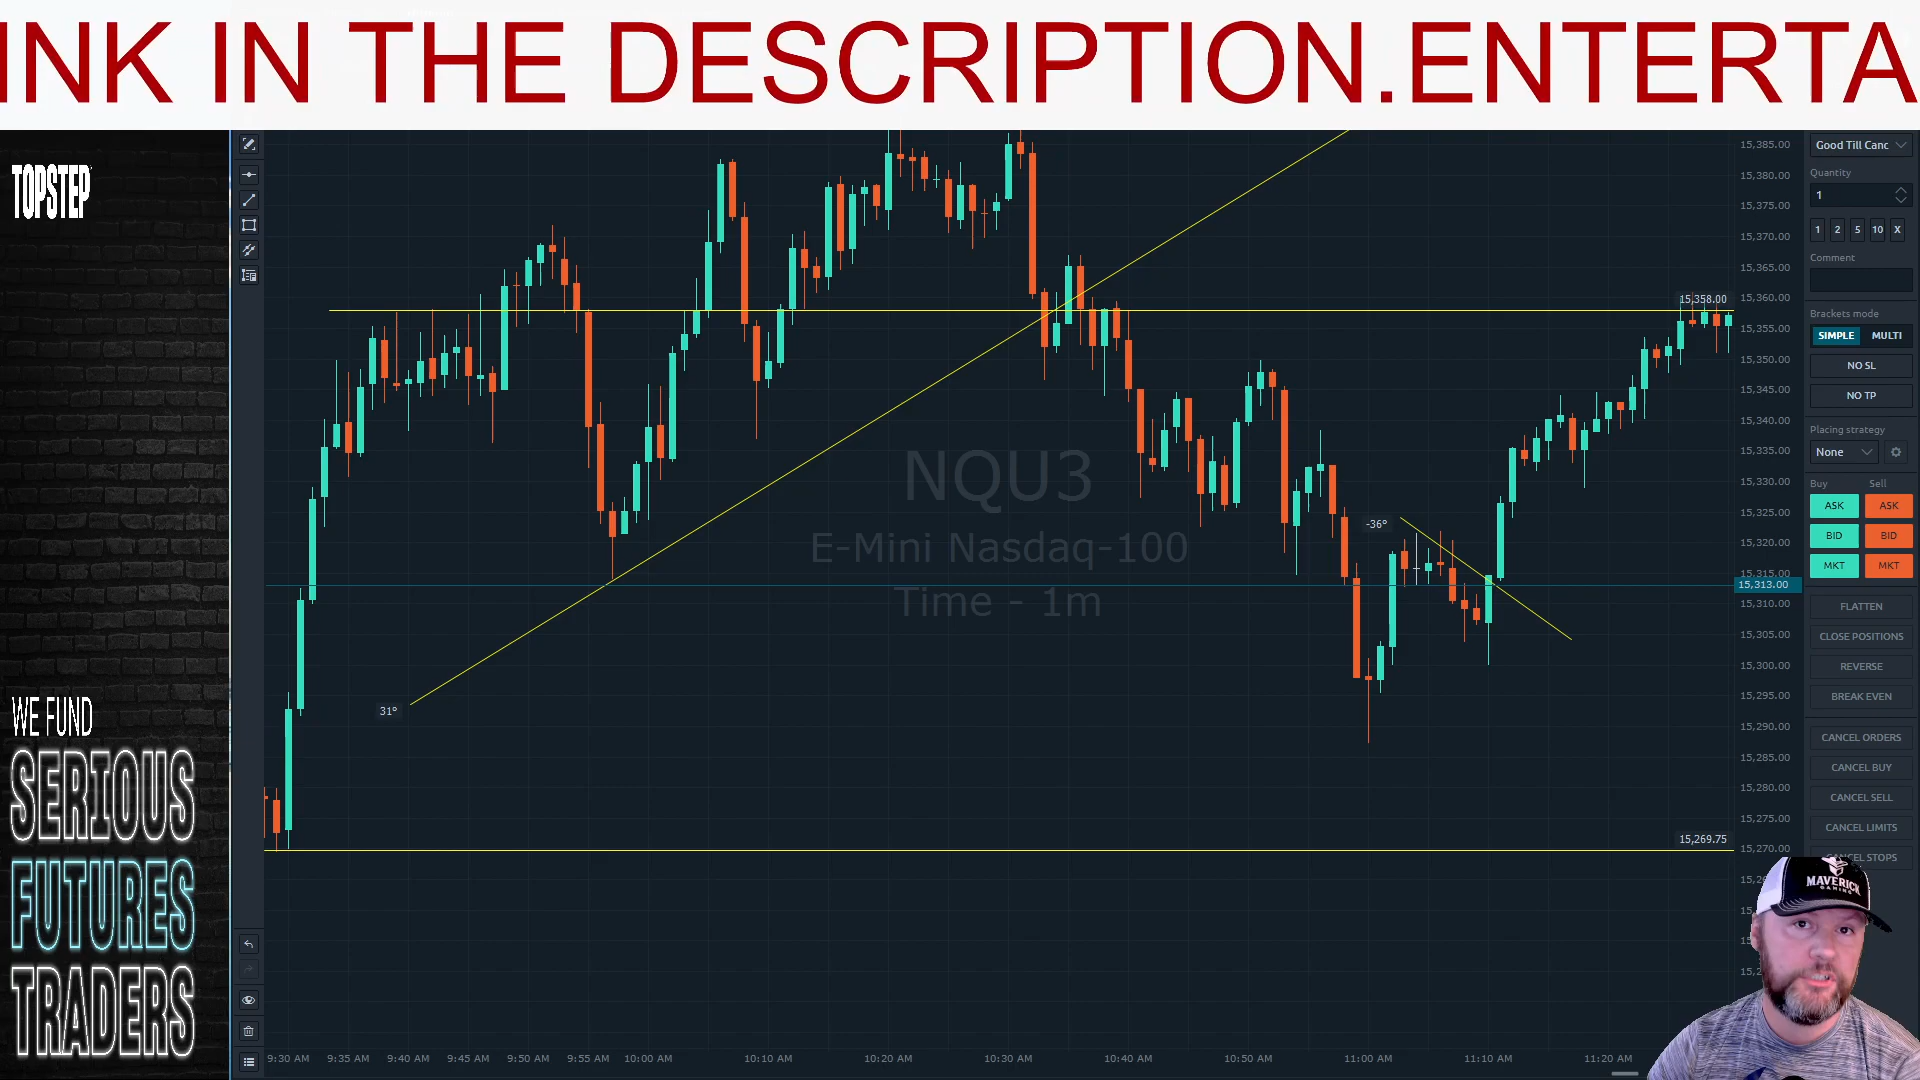 INK IN THE DESCRIPTION.ENTERTA
TOPSTEP
WE FUND
SERIOUS
FUTURES
TRADERS
NQU3
E-Mini Nasdaq-100
Time - 1m
31°
-36°
15,358.00
15,269.75
15,385.00
15,380.00
15,375.00
15,370.00
15,365.00
15,360.00
15,355.00
15,350.00
15,345.00
15,340.00
15,335.00
15,330.00
15,325.00
15,320.00
15,315.00
15,313.00
15,310.00
15,305.00
15,300.00
15,295.00
15,290.00
15,285.00
15,280.00
15,275.00
15,270.00
9:30 AM 9:35 AM 9:40 AM 9:45 AM 9:50 AM 9:55 AM 10:00 AM 10:10 AM 10:20 AM 10:30 AM 10:40 AM 10:50 AM 11:00 AM 11:10 AM 11:20 AM
Good Till Canc
Quantity
1
1 2 5 10 X
Comment
Brackets mode
SIMPLE MULTI
NO SL
NO TP
Placing strategy
None
Buy Sell
ASK ASK
BID BID
MKT MKT
FLATTEN
CLOSE POSITIONS
REVERSE
BREAK EVEN
CANCEL ORDERS
CANCEL BUY
CANCEL SELL
CANCEL LIMITS
CEL STOPS
MAVERICK
GAMING